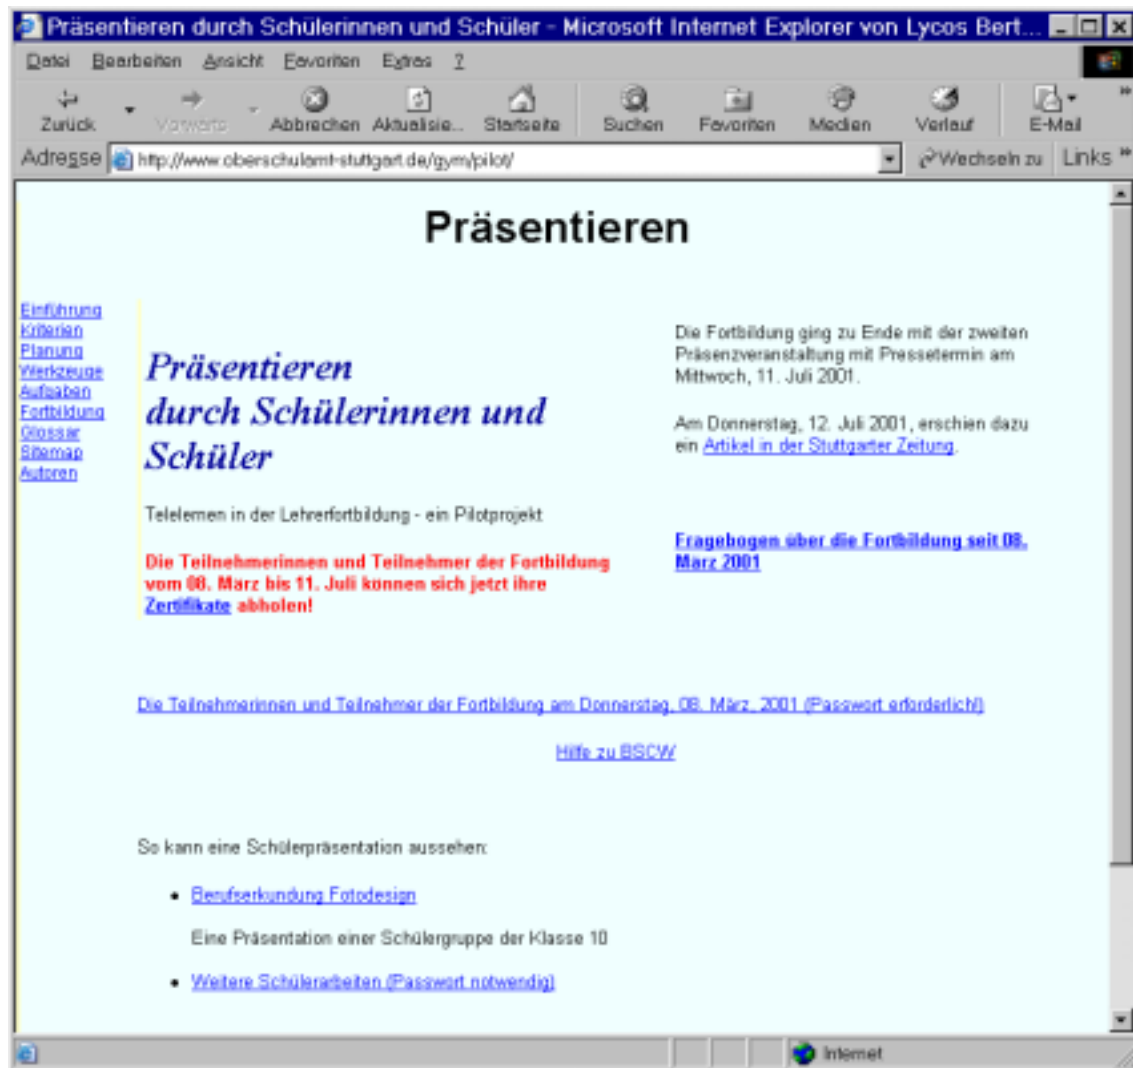 Präsentieren durch Schülerinnen und Schüler - Microsoft Internet Explorer von Lycos Bert...
Datei Bearbeiten Ansicht Favoriten Extras ?
Zurück Vorwärts Abbrechen Aktualisie... Startseite Suchen Favoriten Medien Verlauf E-Mail
Adresse http://www.oberschulamt-stuttgart.de/gym/pilot/ Wechseln zu Links
Präsentieren
Einführung
Kriterien
Planung
Werkzeuge
Aufgaben
Fortbildung
Glossar
Sitemap
Autoren
Präsentieren
durch Schülerinnen und
Schüler
Telelernen in der Lehrerfortbildung - ein Pilotprojekt
Die Teilnehmerinnen und Teilnehmer der Fortbildung
vom 08. März bis 11. Juli können sich jetzt ihre
Zertifikate abholen!
Die Fortbildung ging zu Ende mit der zweiten
Präsenzveranstaltung mit Pressetermin am
Mittwoch, 11. Juli 2001.
Am Donnerstag, 12. Juli 2001, erschien dazu
ein Artikel in der Stuttgarter Zeitung.
Fragebogen über die Fortbildung seit 08.
März 2001
Die Teilnehmerinnen und Teilnehmer der Fortbildung am Donnerstag, 08. März, 2001 (Passwort erforderlich!)
Hilfe zu BSCW
So kann eine Schülerpräsentation aussehen:
Berufserkundung Fotodesign
Eine Präsentation einer Schülergruppe der Klasse 10
Weitere Schülerarbeiten (Passwort notwendig)
Internet